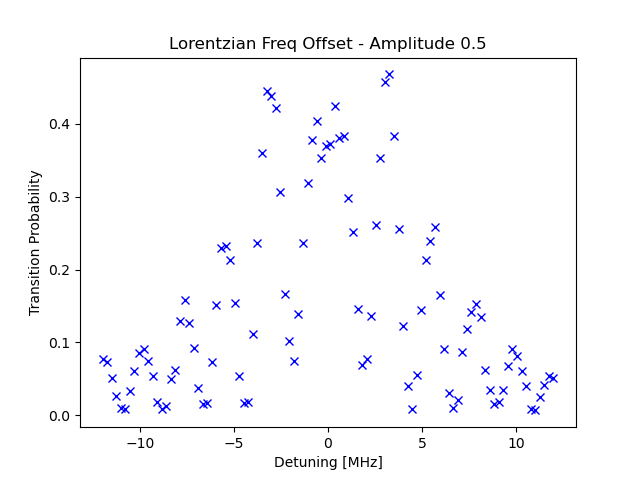 Lorentzian Freq Offset - Amplitude 0.5
Transition Probability
0.4
0.3
0.2
0.1
0.0
−10 −5 0 5 10
Detuning [MHz]